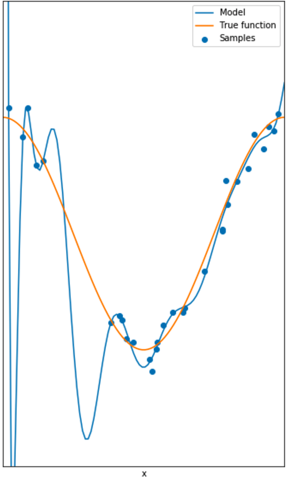 Model
True function
Samples
x